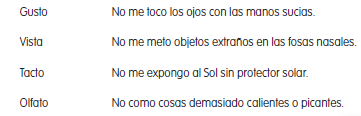 Gusto No me toco los ojos con las manos sucias.
Vista No me meto objetos extraños en las fosas nasales.
Tacto No me expongo al Sol sin protector solar.
Olfato No como cosas demasiado calientes o picantes.